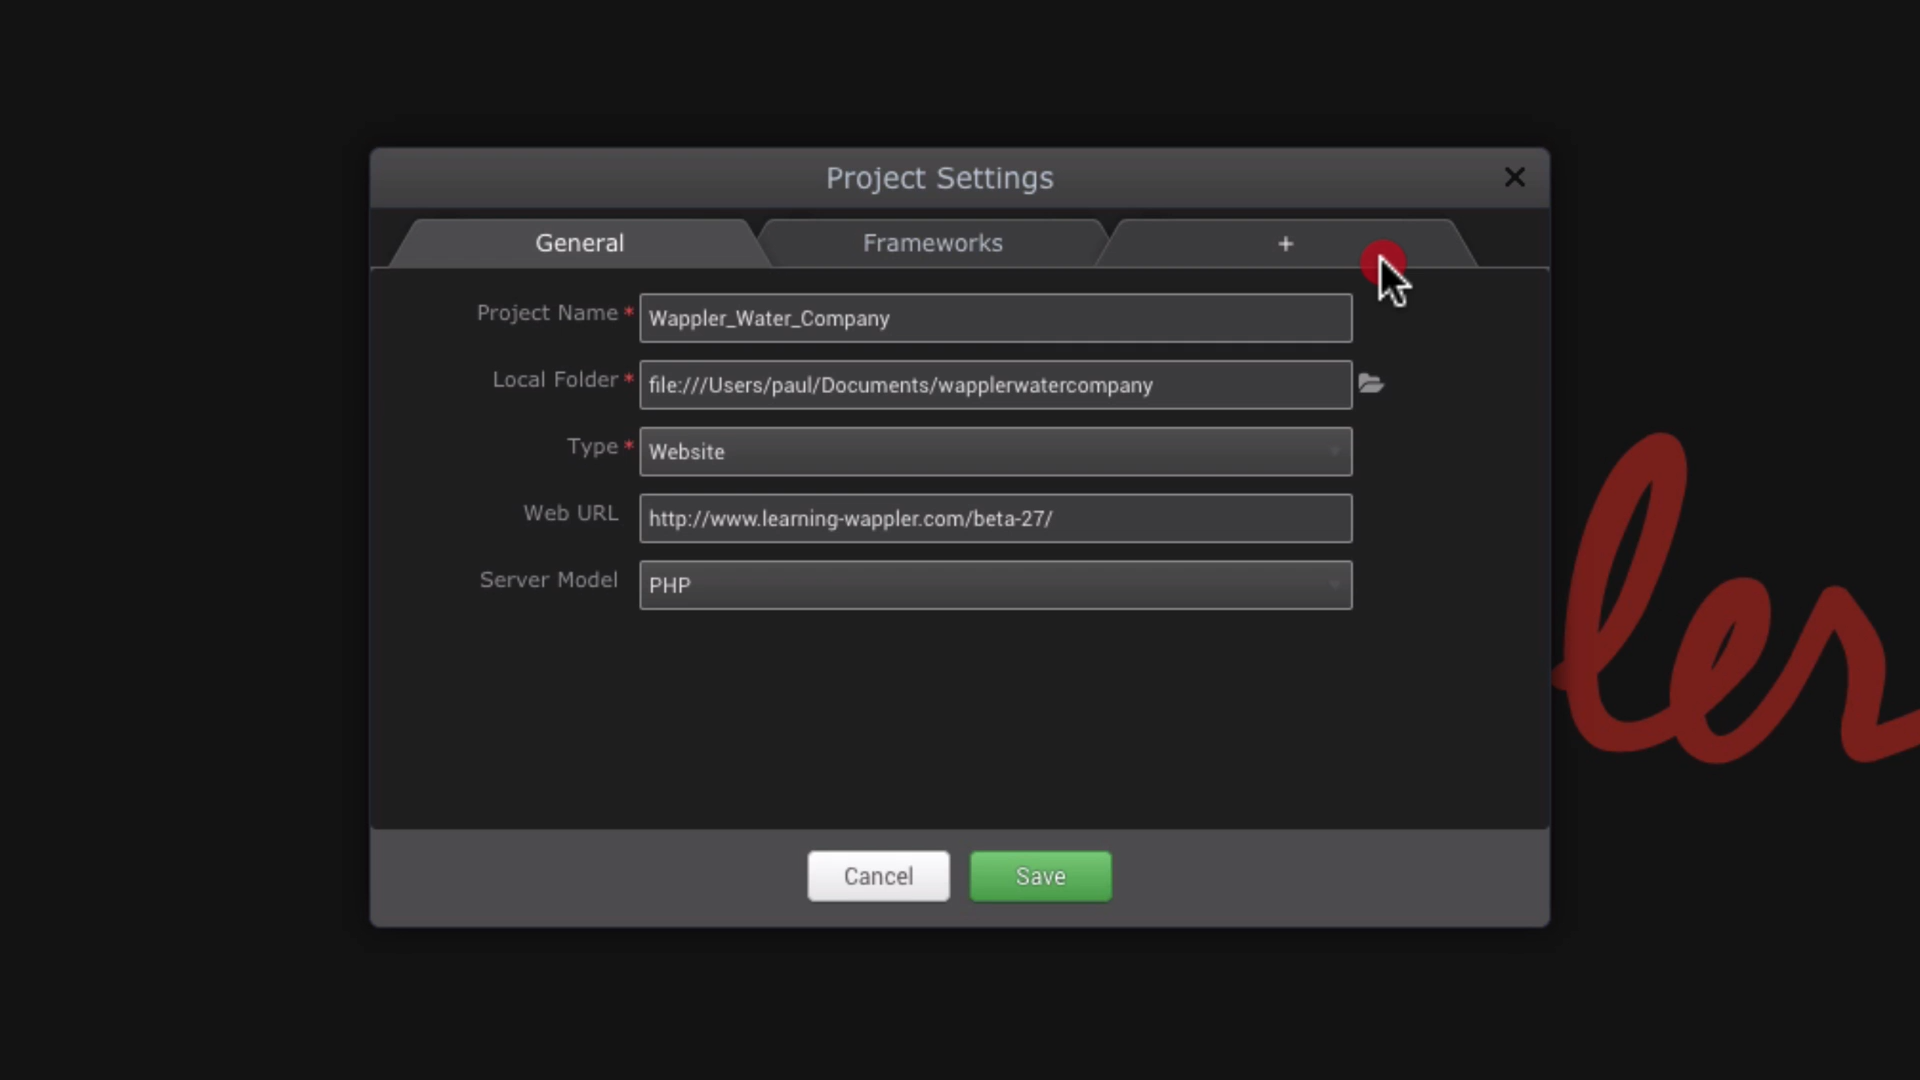 Project Settings
General
Frameworks
+
Project Name *
Wappler_Water_Company
Local Folder *
file:///Users/paul/Documents/wapplerwatercompany
Type *
Website
Web URL
http://www.learning-wappler.com/beta-27/
Server Model
PHP
ler
Cancel
Save